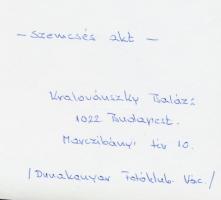 - szemcsés akt -
Kralovánszky Balázs
1022 Budapest.
Marczibányi tér 10.
/Dunakanyar Fotóklub. Vác./